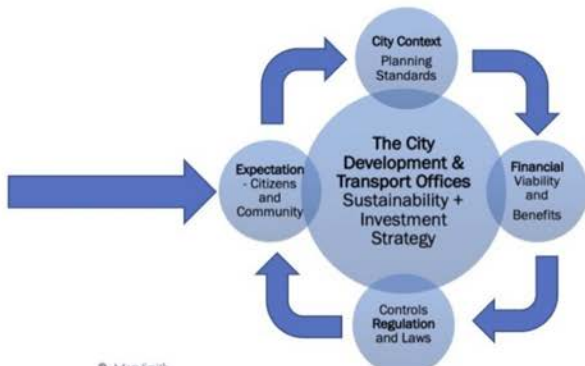 City Context
Planning
Standards
The City
Development &
Transport Offices
Sustainability +
Investment
Strategy
Expectation
- Citizens
and
Community
Financial
Viability
and
Benefits
Controls
Regulation
and Laws